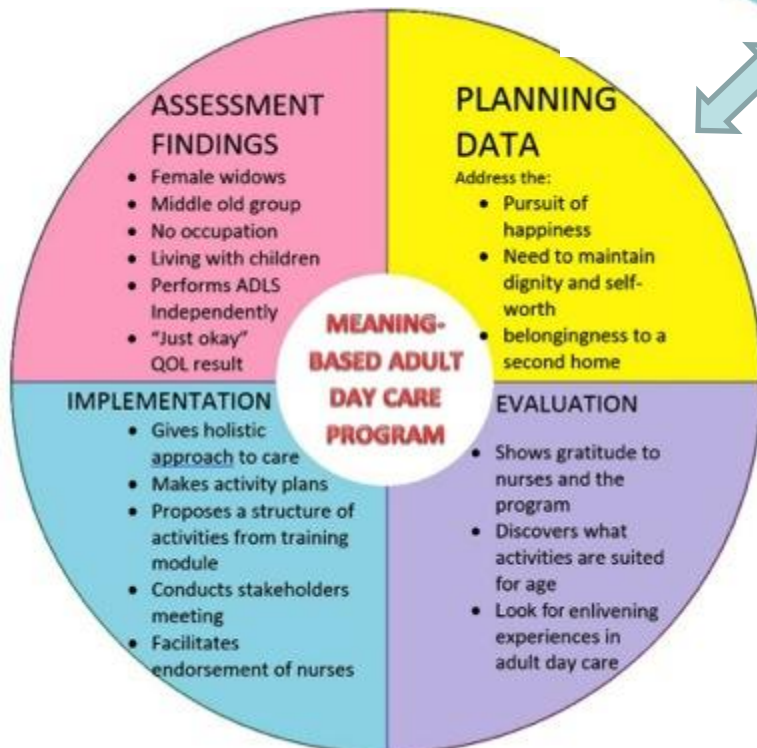 ASSESSMENT
FINDINGS
• Female widows
• Middle old group
• No occupation
• Living with children
• Performs ADLS
Independently
• "Just okay"
QOL result
PLANNING
DATA
Address the:
• Pursuit of
happiness
• Need to maintain
dignity and self-
worth
• belongingness to a
second home
MEANING-
BASED ADULT
DAY CARE
PROGRAM
IMPLEMENTATION
• Gives holistic
approach to care
• Makes activity plans
• Proposes a structure of
activities from training
module
• Conducts stakeholders
meeting
• Facilitates
endorsement of nurses
EVALUATION
• Shows gratitude to
nurses and the
program
• Discovers what
activities are suited
for age
• Look for enlivening
experiences in
adult day care